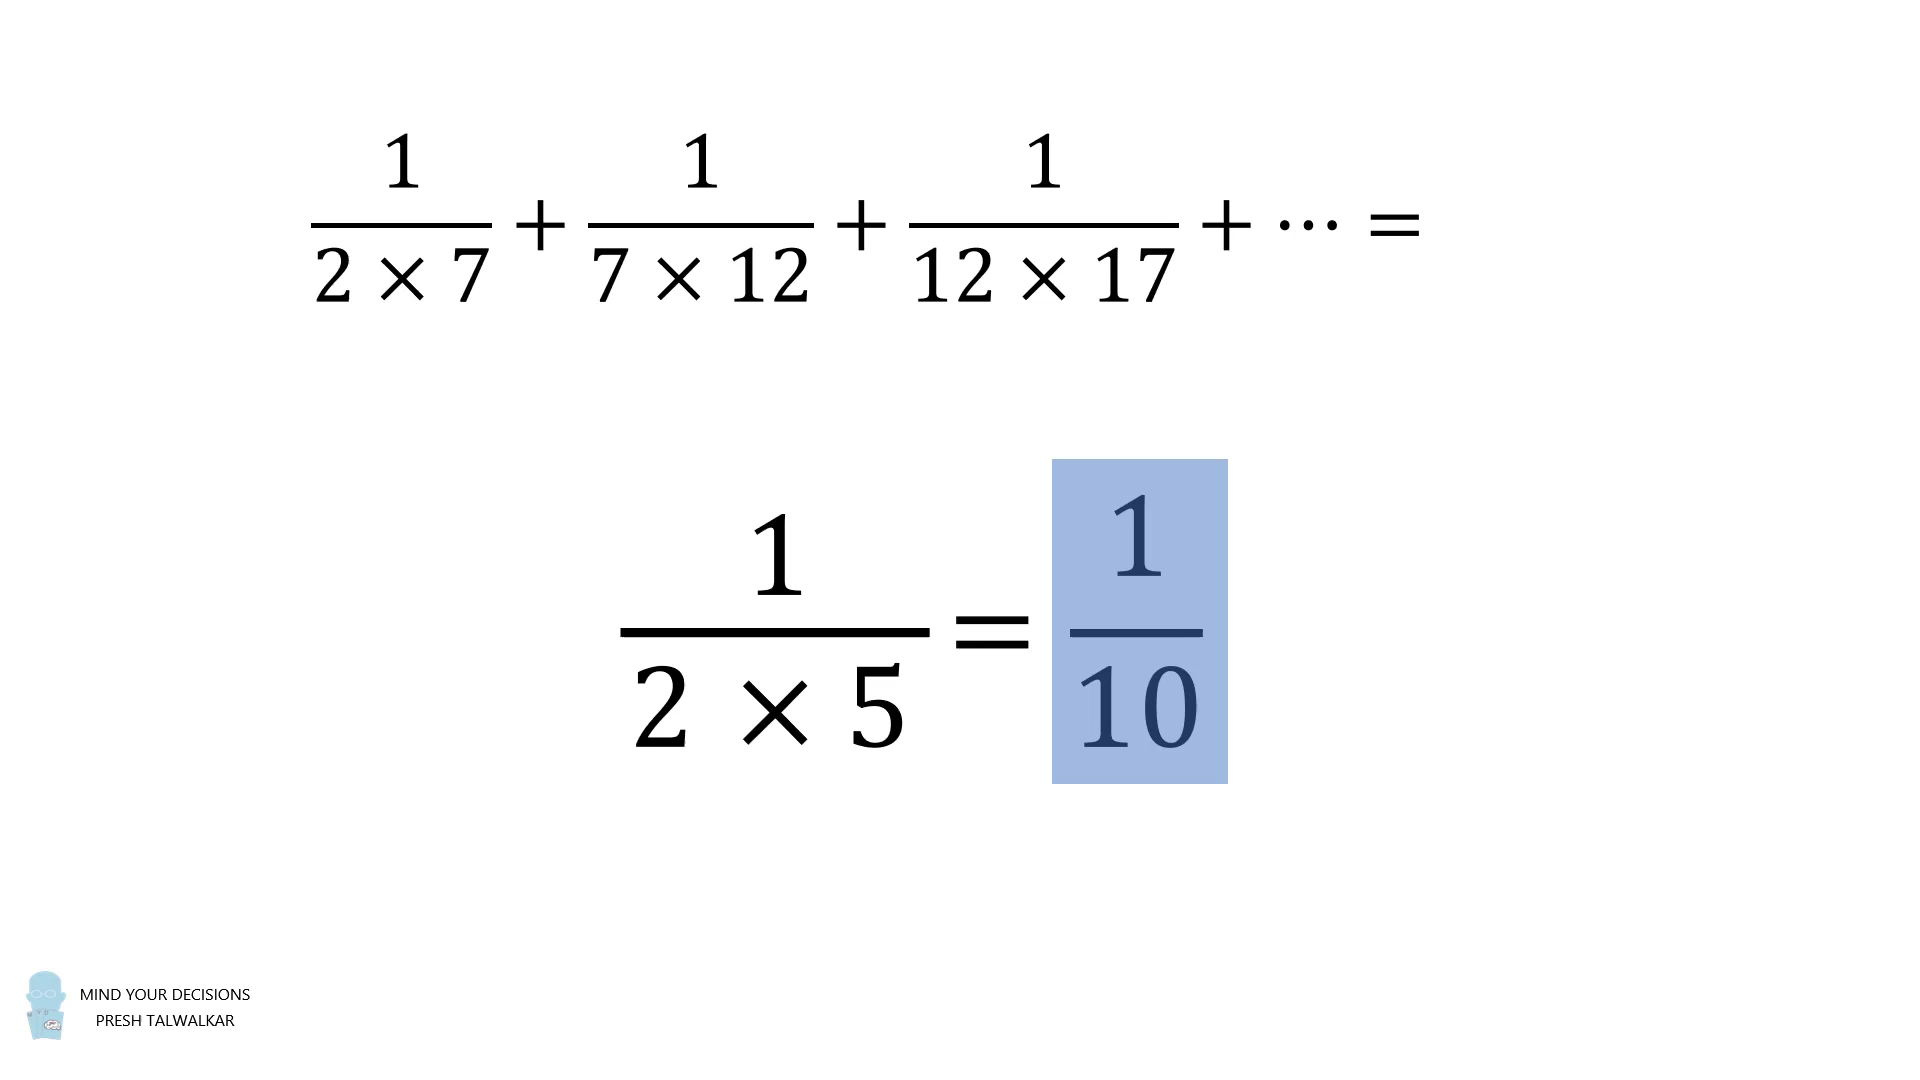 1/(2 × 7) + 1/(7 × 12) + 1/(12 × 17) + ⋯ =
1/(2 × 5) = 1/10
MIND YOUR DECISIONS
PRESH TALWALKAR